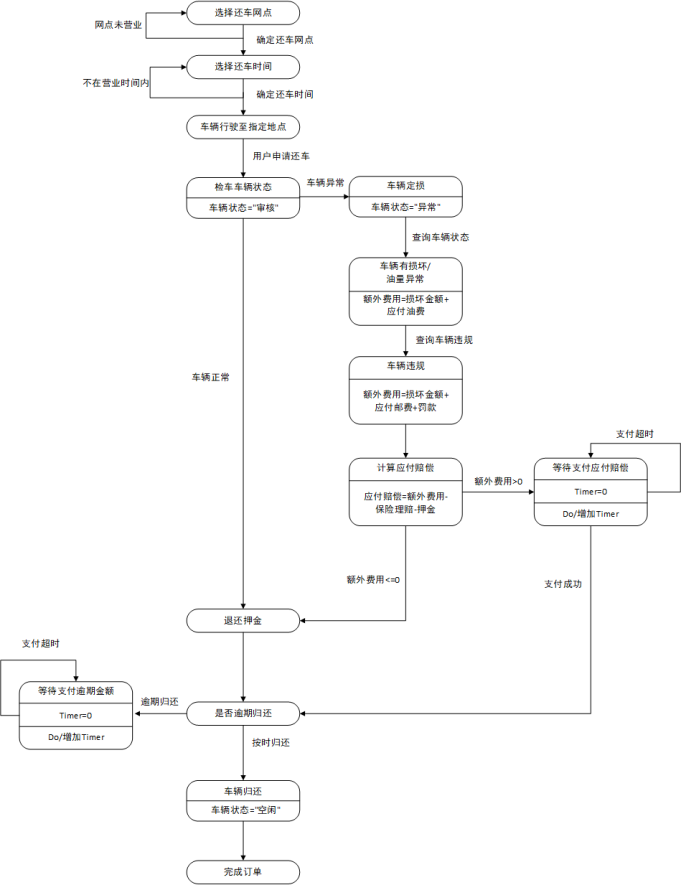 选择还车网点
网点未营业
确定还车网点
选择还车时间
不在营业时间内
确定还车时间
车辆行驶至指定地点
用户申请还车
检车车辆状态
车辆状态="审核"
车辆异常
车辆定损
车辆状态="异常"
查询车辆状态
车辆有损坏/
油量异常
额外费用=损坏金额+
应付油费
查询车辆违规
车辆正常
车辆违规
额外费用=损坏金额+
应付邮费+罚款
支付超时
计算应付赔偿
应付赔偿=额外费用-
保险理赔-押金
额外费用>0
等待支付应付赔偿
Timer=0
Do/增加Timer
额外费用<=0
支付成功
退还押金
支付超时
等待支付逾期金额
Timer=0
Do/增加Timer
逾期归还
是否逾期归还
按时归还
车辆归还
车辆状态="空闲"
完成订单